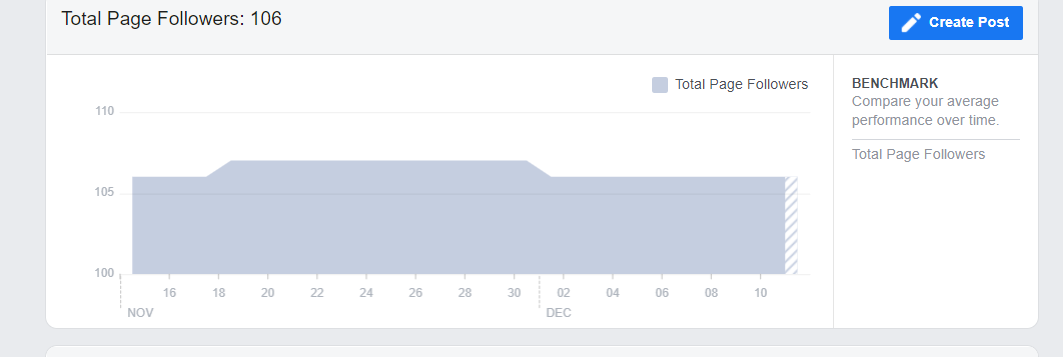 Total Page Followers: 106
Create Post
Total Page Followers
BENCHMARK
Compare your average
performance over time.
Total Page Followers
110
105
100
16 18 20 22 24 26 28 30 02 04 06 08 10
NOV DEC